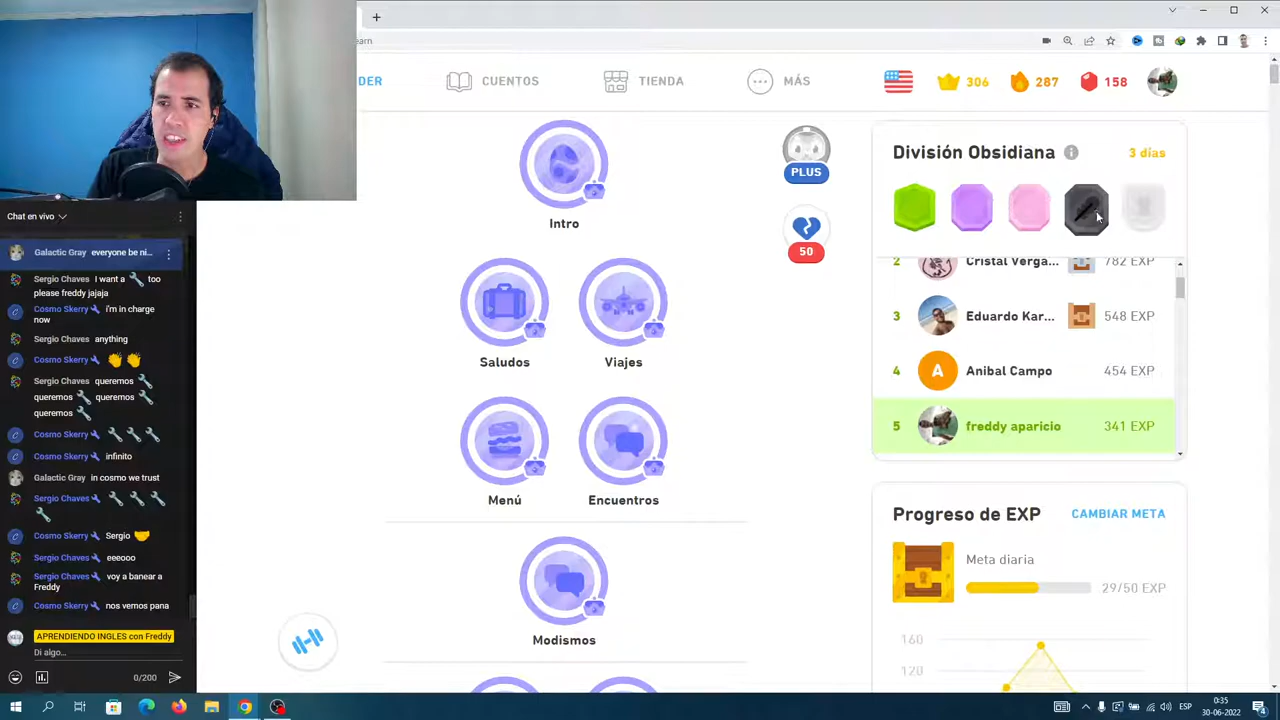 earn
DER
CUENTOS
TIENDA
MÁS
306
287
158
Chat en vivo
Galactic Gray everyone be ni...
Sergio Chaves I want a 🔧 too
please freddy jajaja
Cosmo Skerry 🔧 i'm in charge
now
Sergio Chaves anything
Cosmo Skerry 🔧 👏 👏
Sergio Chaves queremos 🔧
queremos 🔧 queremos 🔧
queremos 🔧
Cosmo Skerry 🔧 🔧 🔧 🔧
Cosmo Skerry 🔧 infinito
Galactic Gray in cosmo we trust
Sergio Chaves 🔧 🔧 🔧 🔧
🔧
Cosmo Skerry 🔧 Sergio 🤝
Sergio Chaves 🔧 eeeooo
Sergio Chaves 🔧 voy a banear a
Freddy
Cosmo Skerry 🔧 nos vemos pana
APRENDIENDO INGLES con Freddy
Di algo...
0/200
Intro
Saludos
Viajes
Menú
Encuentros
Modismos
PLUS
50
División Obsidiana
3 días
2 Cristal Verga... 782 EXP
3 Eduardo Kar... 548 EXP
4 A Anibal Campo 454 EXP
5 freddy aparicio 341 EXP
Progreso de EXP
CAMBIAR META
Meta diaria
29/50 EXP
160
120
ESP
0:35
30-06-2022
4